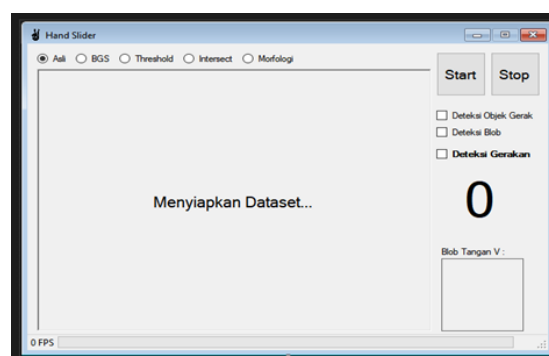 Hand Slider
Asli BGS Threshold Intersect Morfologi
Start Stop
Deteksi Objek Gerak
Deteksi Blob
Deteksi Gerakan
Menyiapkan Dataset...
0
Blob Tangan V :
0 FPS